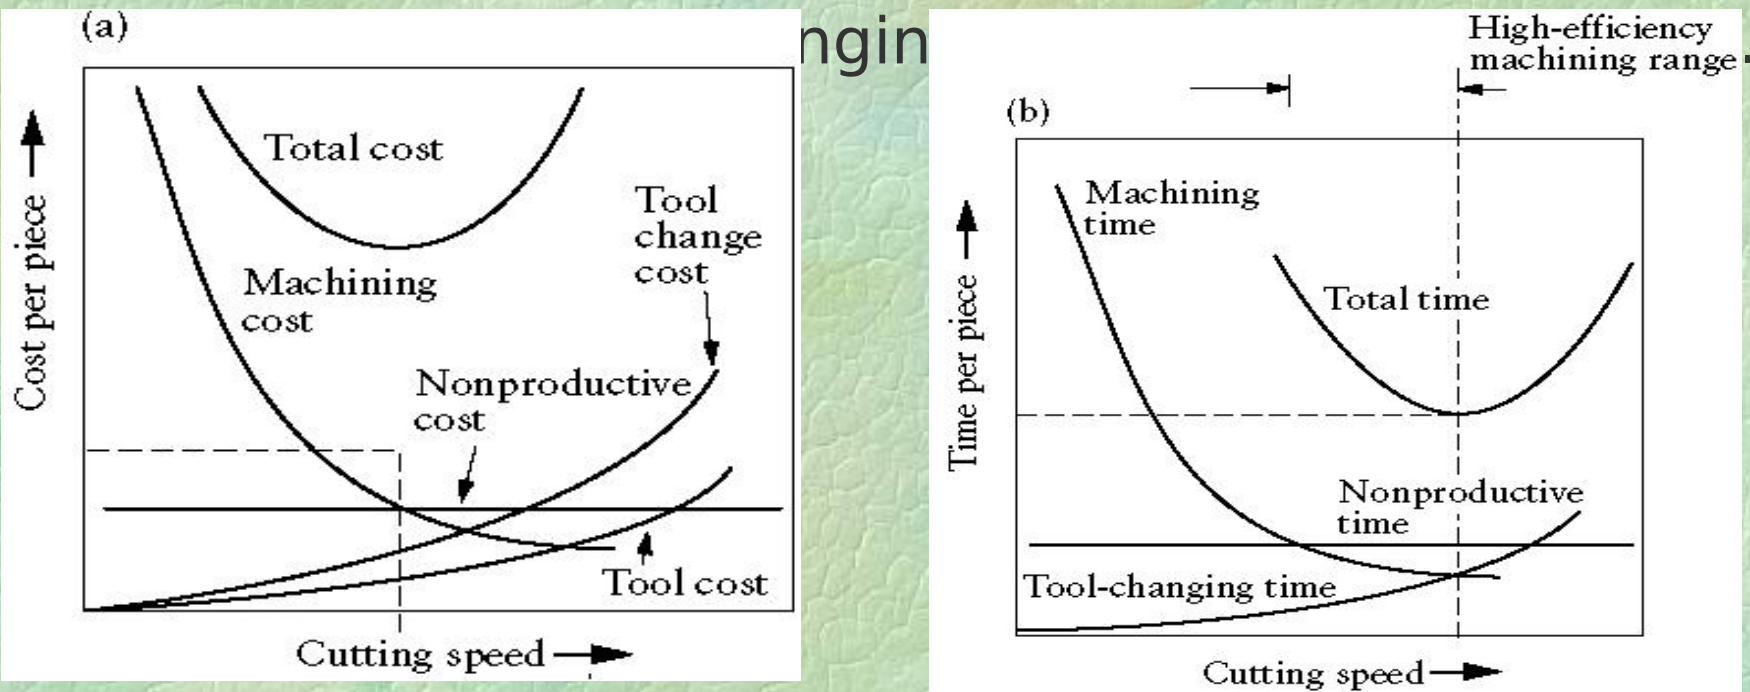 (a)
Total cost
Tool
change
cost
Machining
cost
Nonproductive
cost
Tool cost
Cost per piece
Cutting speed
ngin
High-efficiency
machining range
(b)
Machining
time
Total time
Nonproductive
time
Tool-changing time
Time per piece
Cutting speed